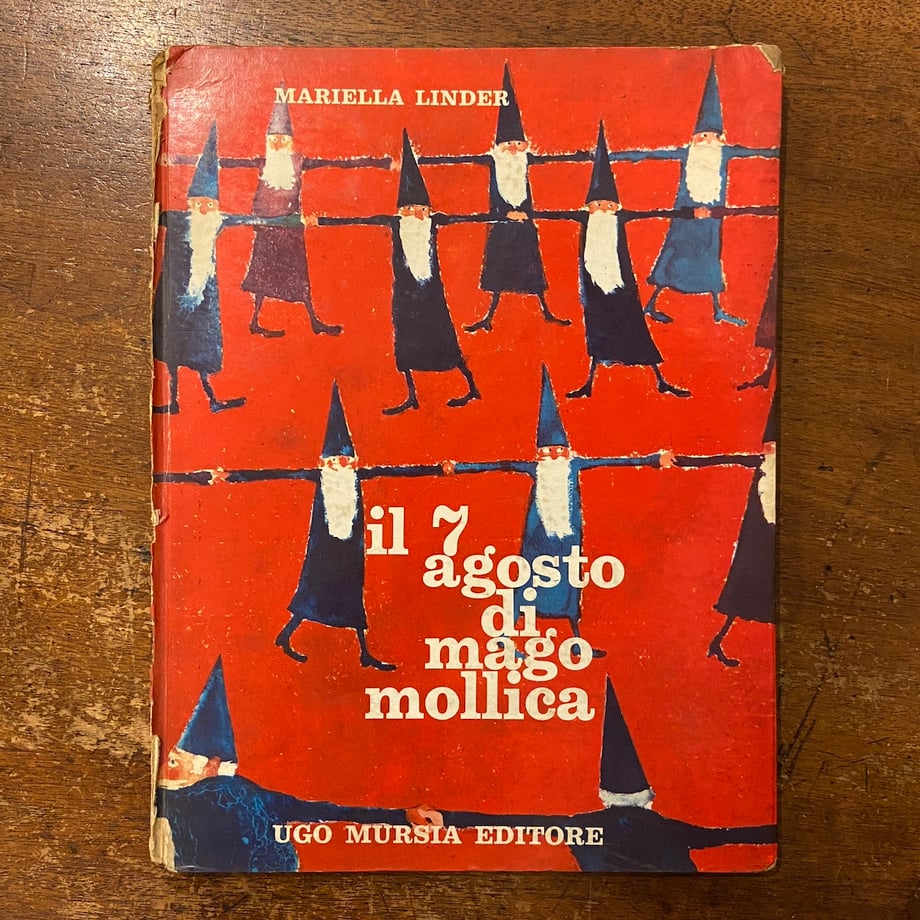 MARIELLA LINDER
il 7
agosto
di
mago
mollica
UGO MURSIA EDITORE